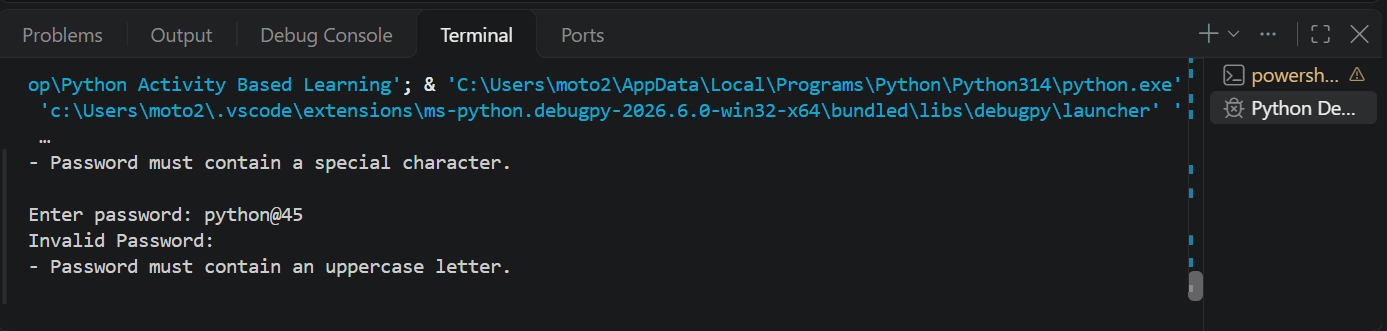 Problems Output Debug Console Terminal Ports
op\Python Activity Based Learning'; & 'C:\Users\moto2\AppData\Local\Programs\Python\Python314\python.exe'
'c:\Users\moto2\.vscode\extensions\ms-python.debugpy-2026.6.0-win32-x64\bundled\libs\debugpy\launcher' '
…
- Password must contain a special character.
Enter password: python@45
Invalid Password:
- Password must contain an uppercase letter.
powersh...
Python De...